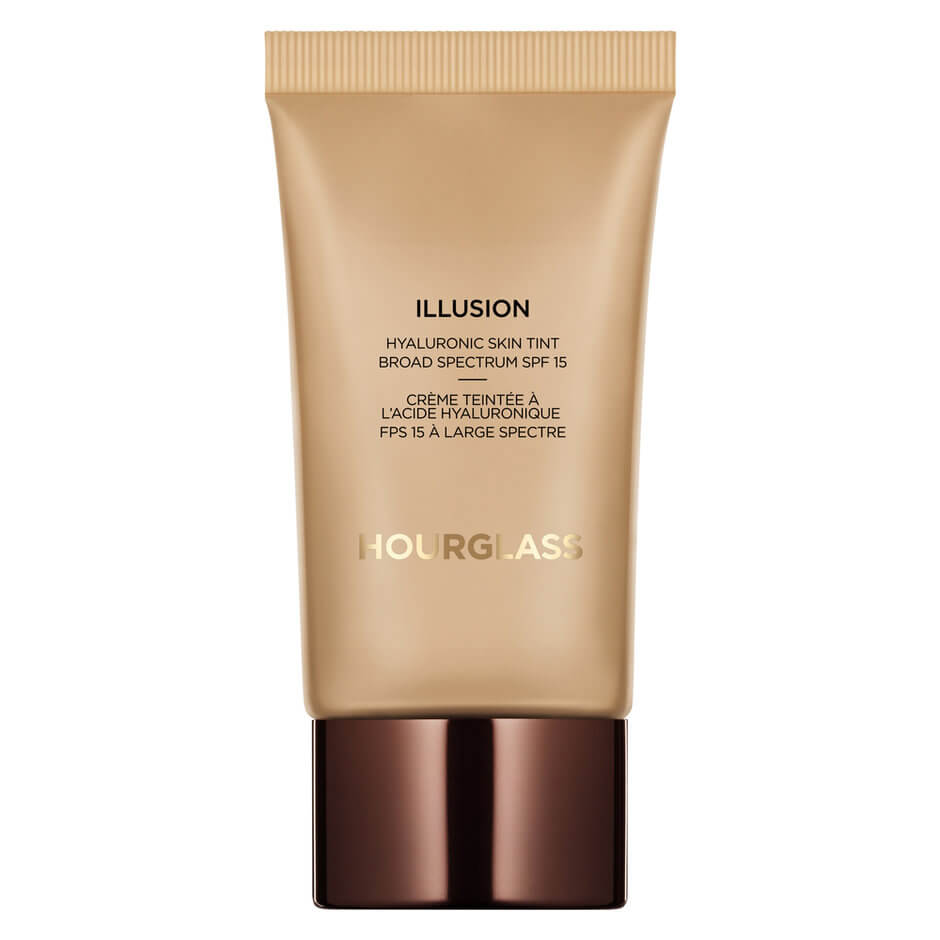 ILLUSION
HYALURONIC SKIN TINT
BROAD SPECTRUM SPF 15
CRÈME TEINTÉE À
L'ACIDE HYALURONIQUE
FPS 15 À LARGE SPECTRE
HOURGLASS